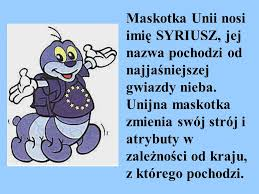 Maskotka Unii nosi
imię SYRIUSZ, jej
nazwa pochodzi od
najjaśniejszej
gwiazdy nieba.
Unijna maskotka
zmienia swój strój i
atrybuty w
zależności od kraju,
z którego pochodzi.